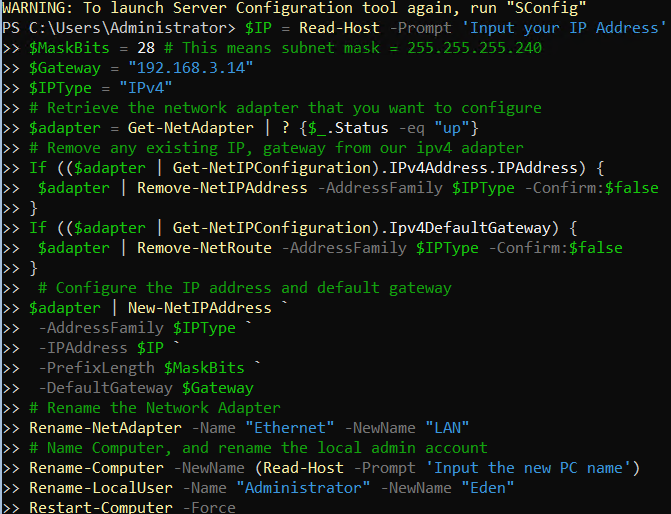 WARNING: To launch Server Configuration tool again, run "SConfig"
PS C:\Users\Administrator> $IP = Read-Host -Prompt 'Input your IP Address'
>> $MaskBits = 28 # This means subnet mask = 255.255.255.240
>> $Gateway = "192.168.3.14"
>> $IPType = "IPv4"
>> # Retrieve the network adapter that you want to configure
>> $adapter = Get-NetAdapter | ? {$_.Status -eq "up"}
>> # Remove any existing IP, gateway from our ipv4 adapter
>> If (($adapter | Get-NetIPConfiguration).IPv4Address.IPAddress) {
>>  $adapter | Remove-NetIPAddress -AddressFamily $IPType -Confirm:$false
>> }
>> If (($adapter | Get-NetIPConfiguration).Ipv4DefaultGateway) {
>>  $adapter | Remove-NetRoute -AddressFamily $IPType -Confirm:$false
>> }
>>  # Configure the IP address and default gateway
>> $adapter | New-NetIPAddress `
>>  -AddressFamily $IPType `
>>  -IPAddress $IP `
>>  -PrefixLength $MaskBits `
>>  -DefaultGateway $Gateway
>> # Rename the Network Adapter
>> Rename-NetAdapter -Name "Ethernet" -NewName "LAN"
>> # Name Computer, and rename the local admin account
>> Rename-Computer -NewName (Read-Host -Prompt 'Input the new PC name')
>> Rename-LocalUser -Name "Administrator" -NewName "Eden"
>> Restart-Computer -Force